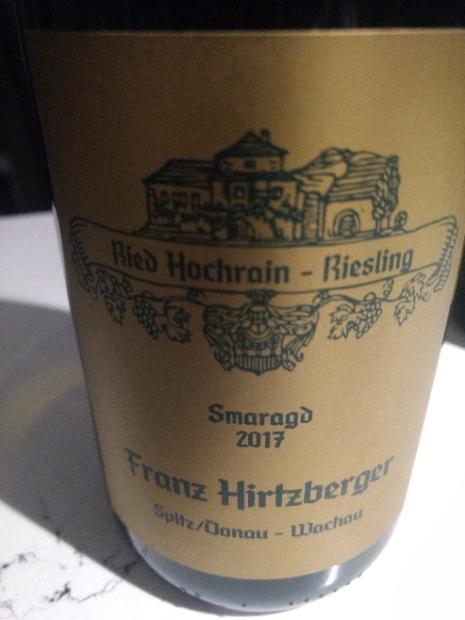 Ried Hochrain - Riesling
Smaragd
2017
Franz Hirtzberger
Spitz/Donau - Wachau